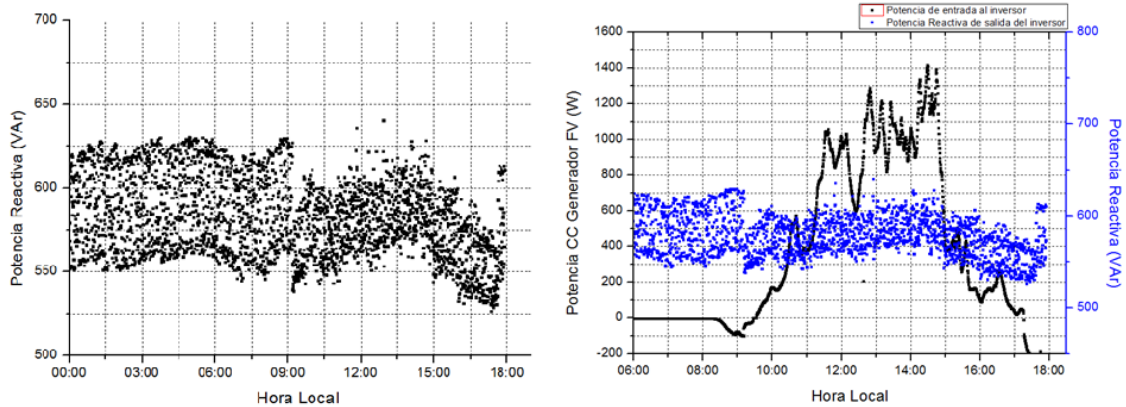 700
650
600
550
500
Potencia Reactiva (VAr)
00:00 03:00 06:00 09:00 12:00 15:00 18:00
Hora Local
Potencia de entrada al inversor
Potencia Reactiva de salida del inversor
1600
1400
1200
1000
800
600
400
200
0
-200
Potencia CC Generador FV (W)
800
700
600
500
Potencia Reactiva (VAr)
06:00 08:00 10:00 12:00 14:00 16:00 18:00
Hora Local